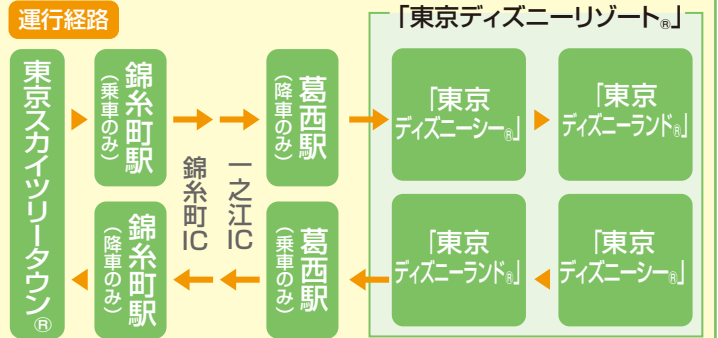 運行経路
「東京ディズニーリゾート®」
東京スカイツリータウン®
錦糸町駅
(乗車のみ)
錦糸町IC
一之江IC
葛西駅
(降車のみ)
「東京
ディズニーシー®」
「東京
ディズニーランド®」
錦糸町駅
(降車のみ)
葛西駅
(乗車のみ)
「東京
ディズニーランド®」
「東京
ディズニーシー®」